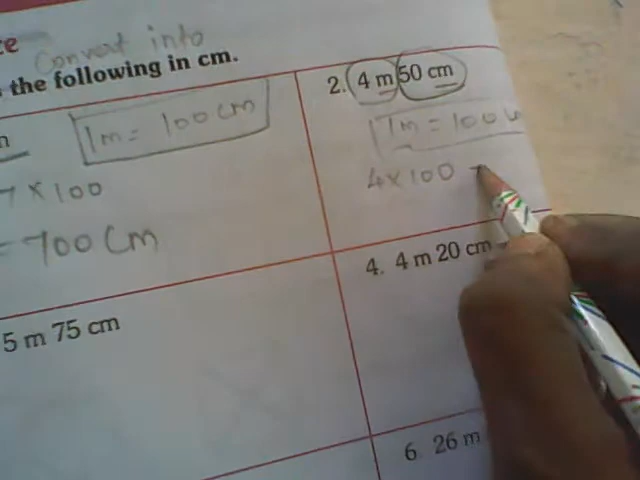 Convert into
the following in cm.
1m = 100 cm
7 × 100
= 700 Cm
2. 4 m 50 cm
1m = 100 c
4 × 100
4. 4 m 20 cm
5 m 75 cm
6. 26 m